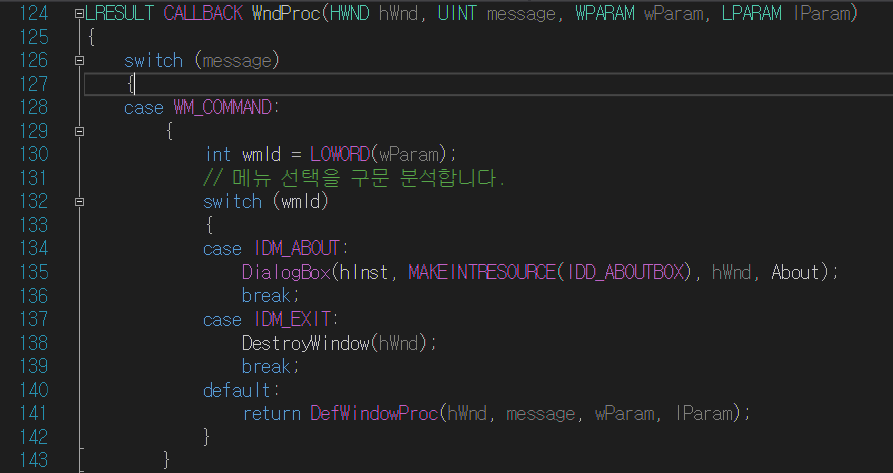 124 LRESULT CALLBACK WndProc(HWND hWnd, UINT message, WPARAM wParam, LPARAM lParam)
125 {
126     switch (message)
127     {
128     case WM_COMMAND:
129         {
130             int wmId = LOWORD(wParam);
131             // 메뉴 선택을 구문 분석합니다.
132             switch (wmId)
133             {
134             case IDM_ABOUT:
135                 DialogBox(hInst, MAKEINTRESOURCE(IDD_ABOUTBOX), hWnd, About);
136                 break;
137             case IDM_EXIT:
138                 DestroyWindow(hWnd);
139                 break;
140             default:
141                 return DefWindowProc(hWnd, message, wParam, lParam);
142             }
143         }